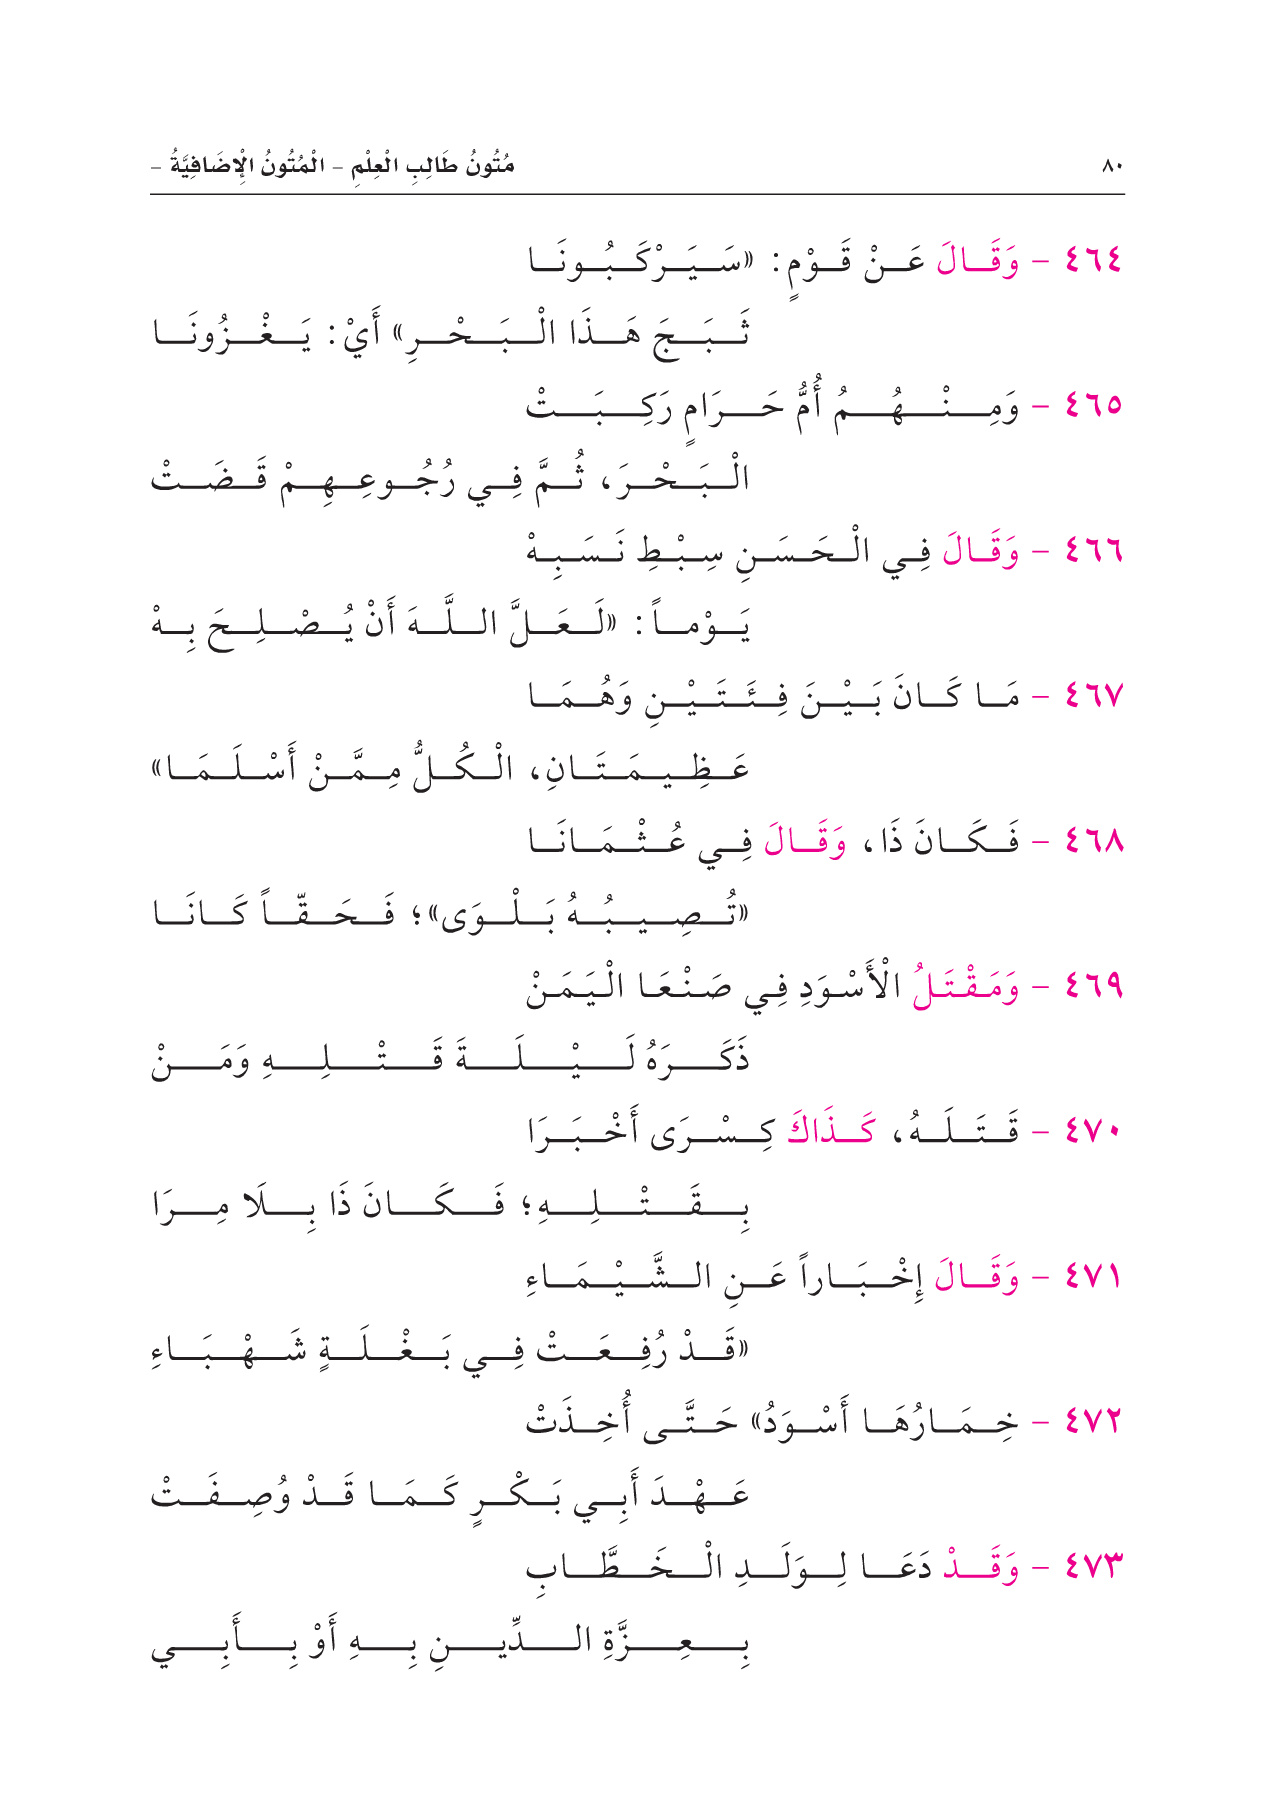 ٨٠ مُتُونُ طَالِبِ الْعِلْمِ - الْمُتُونُ الْإِضَافِيَّةُ -
٤٦٤ - وَقَالَ عَنْ قَوْمٍ: «سَيَرْكَبُونَا
ثَبَجَ هَذَا الْبَحْرِ» أَيْ: يَغْزُونَا
٤٦٥ - وَمِنْهُمُ أُمُّ حَرَامٍ رَكِبَتْ
الْبَحْرَ، ثُمَّ فِي رُجُوعِهِمْ قَضَتْ
٤٦٦ - وَقَالَ فِي الْحَسَنِ سِبْطِ نَسَبِهْ
يَوْماً: «لَعَلَّ اللَّهَ أَنْ يُصْلِحَ بِهْ
٤٦٧ - مَا كَانَ بَيْنَ فِئَتَيْنِ وَهُمَا
عَظِيمَتَانِ، الْكُلُّ مِمَّنْ أَسْلَمَا»
٤٦٨ - فَكَانَ ذَا، وَقَالَ فِي عُثْمَانَا
«تُصِيبُهُ بَلْوَى»؛ فَحَقّاً كَانَا
٤٦٩ - وَمَقْتَلُ الْأَسْوَدِ فِي صَنْعَا الْيَمَنْ
ذَكَرَهُ لَيْلَةَ قَتْلِهِ وَمَنْ
٤٧٠ - قَتَلَهُ، كَذَاكَ كِسْرَى أَخْبَرَا
بِقَتْلِهِ؛ فَكَانَ ذَا بِلَا مِرَا
٤٧١ - وَقَالَ إِخْبَاراً عَنِ الشَّيْمَاءِ
«قَدْ رُفِعَتْ فِي بَغْلَةٍ شَهْبَاءِ
٤٧٢ - خِمَارُهَا أَسْوَدُ» حَتَّى أُخِذَتْ
عَهْدَ أَبِي بَكْرٍ كَمَا قَدْ وُصِفَتْ
٤٧٣ - وَقَدْ دَعَا لِوَلَدِ الْخَطَّابِ
بِعِزَّةِ الدِّينِ بِهِ أَوْ بِأَبِي